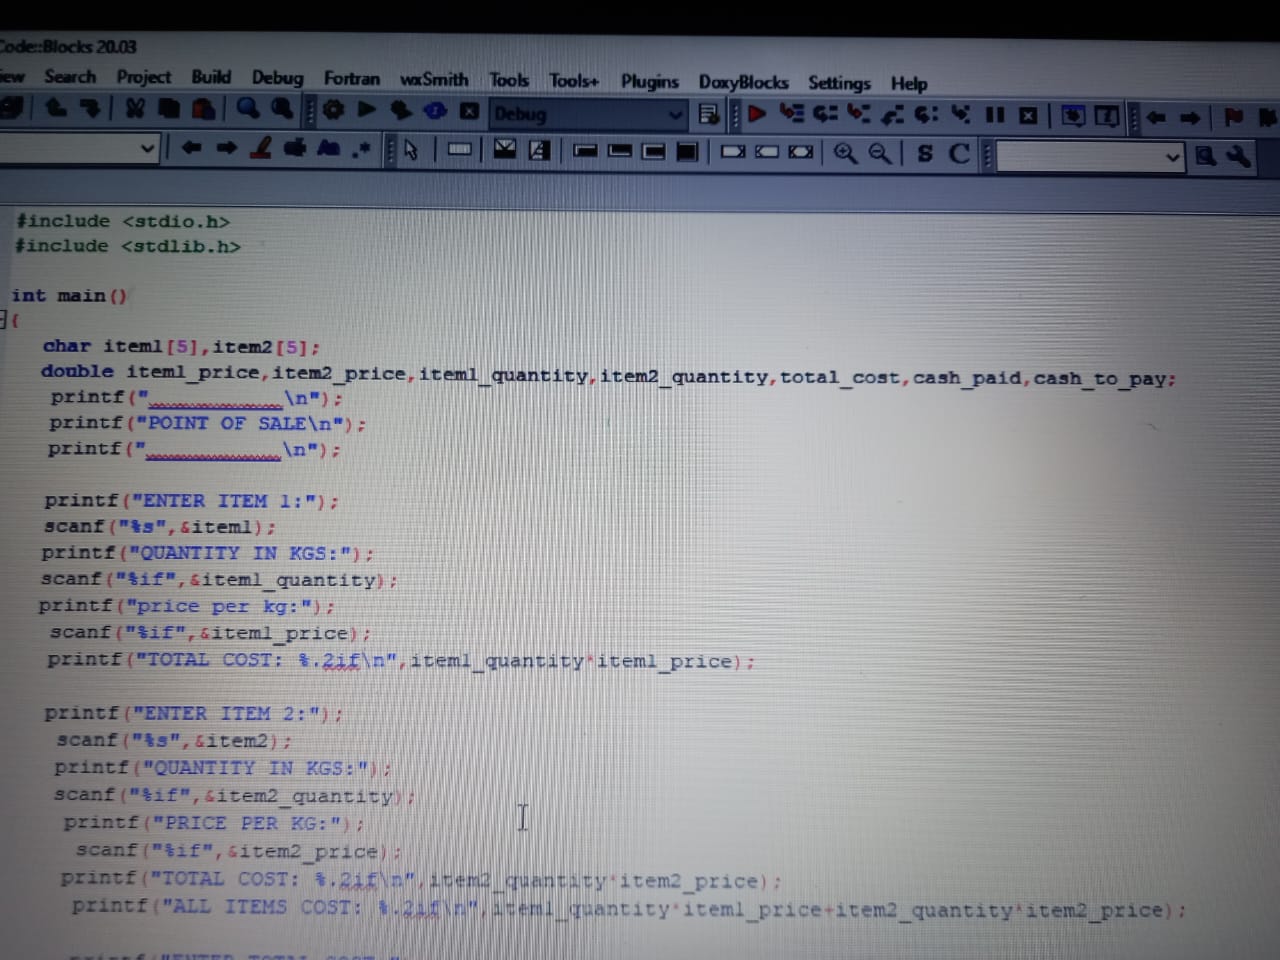 Code::Blocks 20.03
iew Search Project Build Debug Fortran wxSmith Tools Tools+ Plugins DoxyBlocks Settings Help
Debug
S C
#include <stdio.h>
#include <stdlib.h>
int main()
{
char item1[5],item2[5];
double item1_price,item2_price,item1_quantity,item2_quantity,total_cost,cash_paid,cash_to_pay;
printf("_______________\n");
printf("POINT OF SALE\n");
printf("_______________\n");
printf("ENTER ITEM 1:");
scanf("%s",&item1);
printf("QUANTITY IN KGS:");
scanf("%if",&item1_quantity);
printf("price per kg:");
scanf("%if",&item1_price);
printf("TOTAL COST: %.2if\n",item1_quantity*item1_price);
printf("ENTER ITEM 2:");
scanf("%s",&item2);
printf("QUANTITY IN KGS:");
scanf("%if",&item2_quantity);
printf("PRICE PER KG:");
scanf("%if",&item2_price);
printf("TOTAL COST: %.2if\n",item2_quantity*item2_price);
printf("ALL ITEMS COST: %.2if\n",item1_quantity*item1_price+item2_quantity*item2_price);